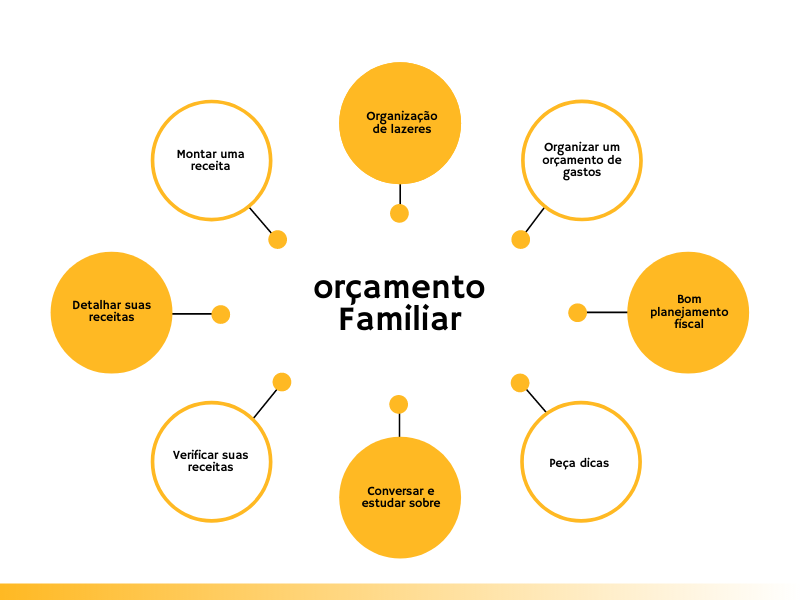 Organização
de lazeres
Montar uma
receita
Organizar um
orçamento de
gastos
Detalhar suas
receitas
orçamento
Familiar
Bom
planejamento
fiscal
Verificar suas
receitas
Conversar e
estudar sobre
Peça dicas